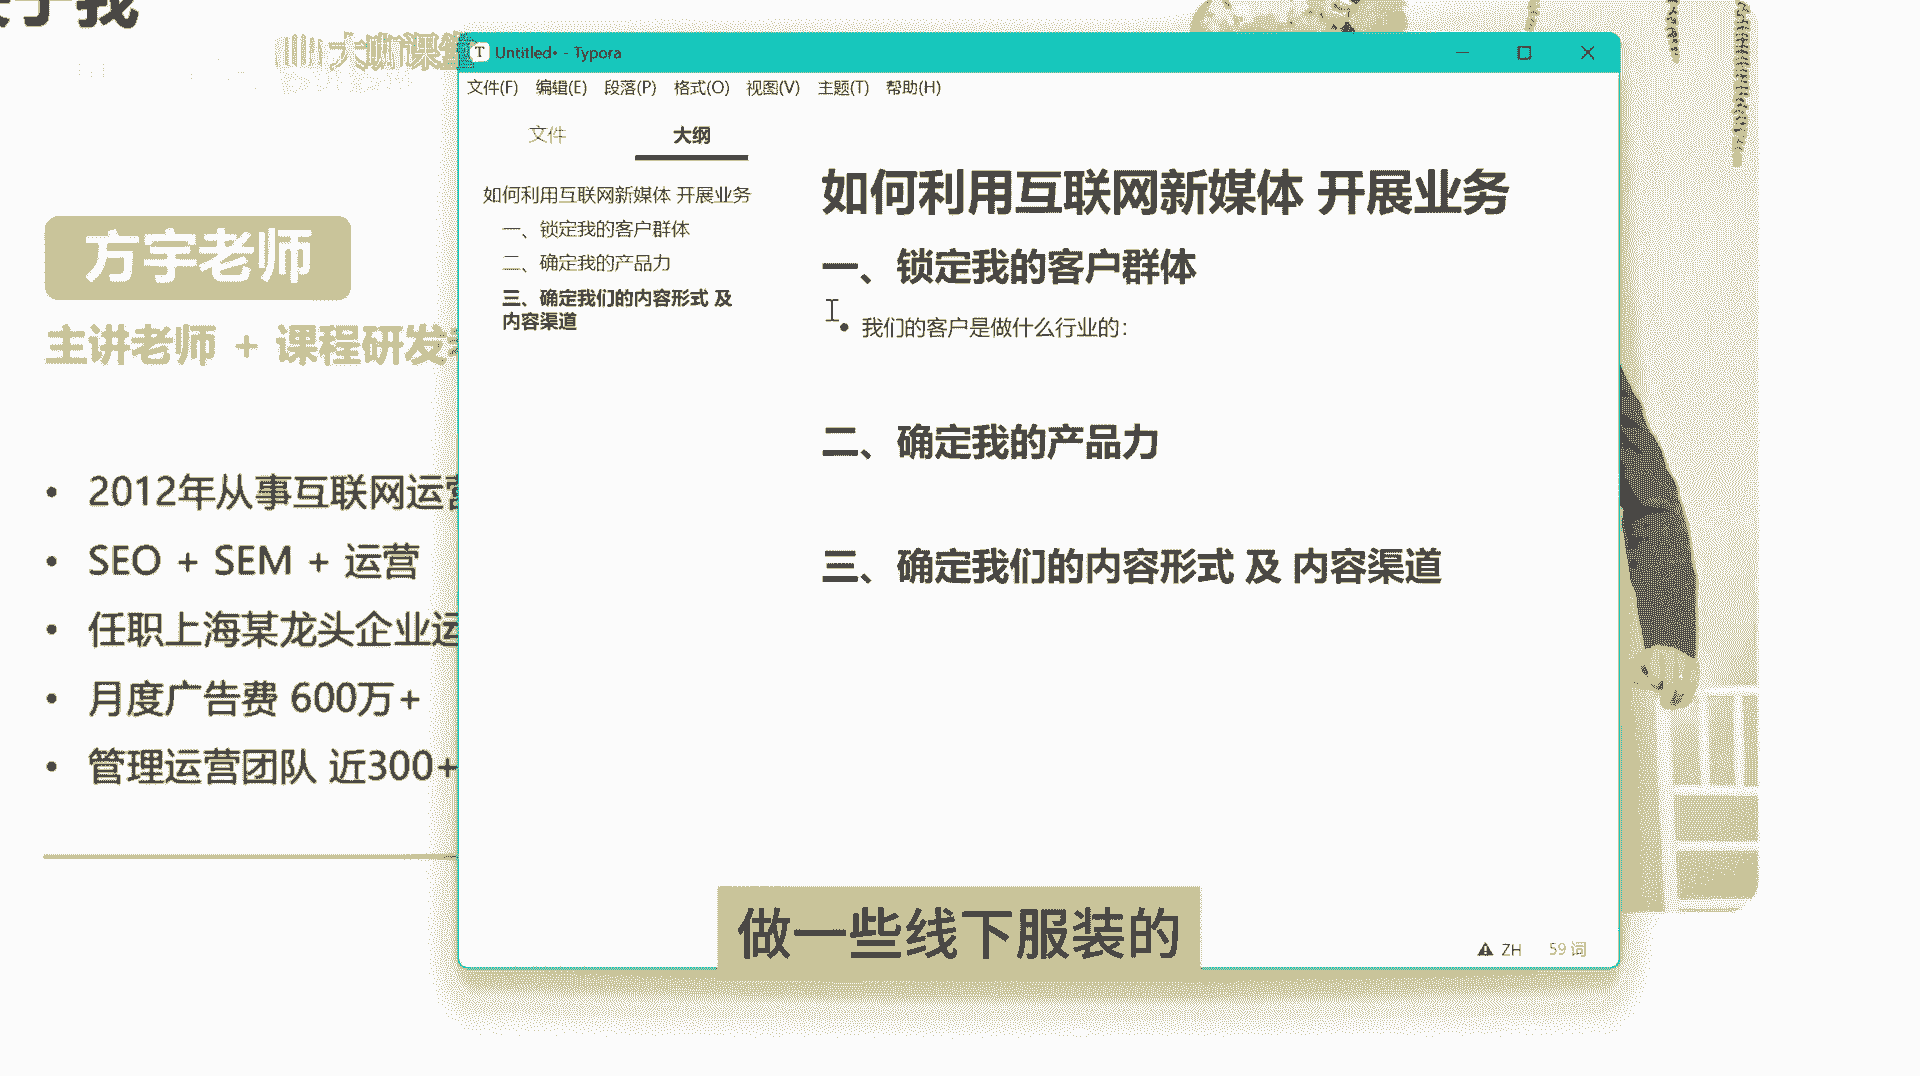 于我
大鹏课堂
方宇老师
主讲老师 + 课程研发
• 2012年从事互联网运营
• SEO + SEM + 运营
• 任职上海某龙头企业运
• 月度广告费 600万+
• 管理运营团队 近300+
Untitled• - Typora
文件(F) 编辑(E) 段落(P) 格式(O) 视图(V) 主题(T) 帮助(H)
文件 大纲
如何利用互联网新媒体 开展业务
一、锁定我的客户群体
二、确定我的产品力
三、确定我们的内容形式 及
内容渠道
如何利用互联网新媒体 开展业务
一、锁定我的客户群体
• 我们的客户是做什么行业的：
二、确定我的产品力
三、确定我们的内容形式 及 内容渠道
ZH 59 词
做一些线下服装的